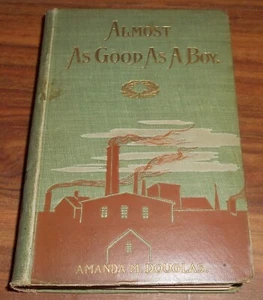 ALMOST
AS GOOD AS A BOY.
AMANDA M. DOUGLAS.